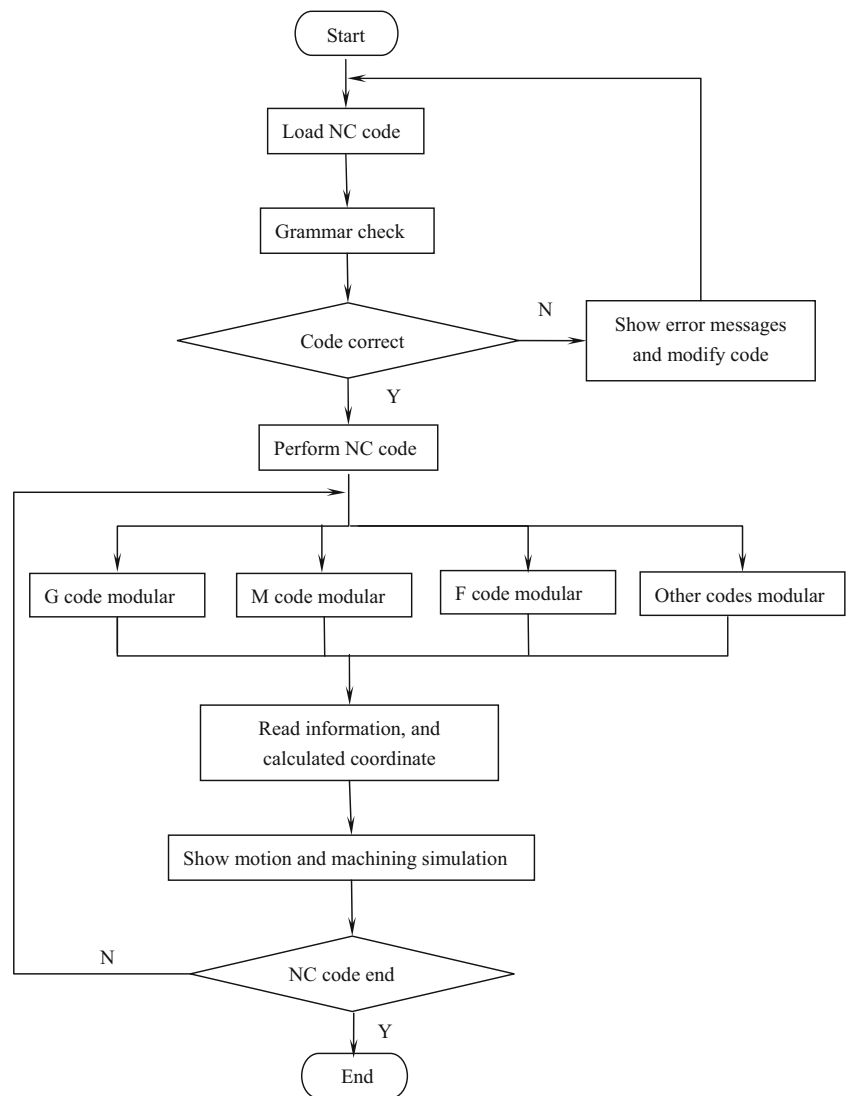 Start
Load NC code
Grammar check
Code correct
N
Show error messages
and modify code
Y
Perform NC code
G code modular
M code modular
F code modular
Other codes modular
Read information, and
calculated coordinate
Show motion and machining simulation
N
NC code end
Y
End